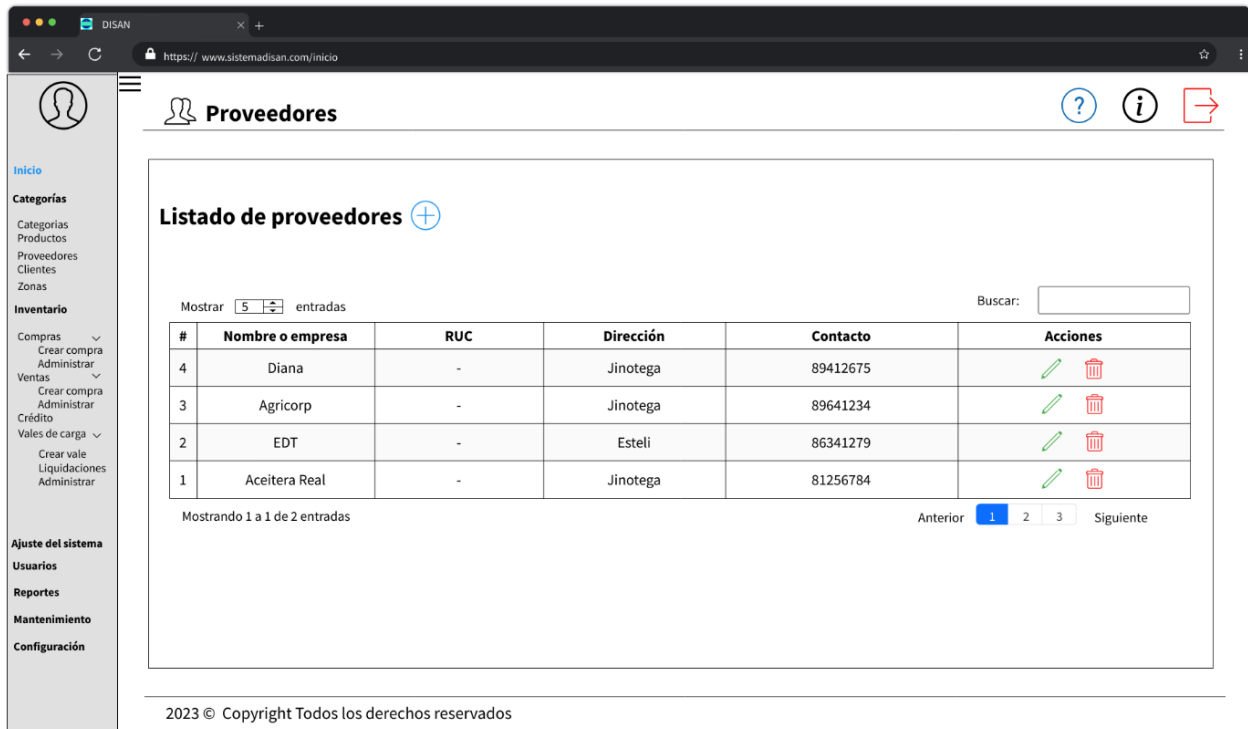 DISAN
https:// www.sistemadisan.com/inicio
Proveedores
?
i
Inicio
Categorías
Categorias
Productos
Proveedores
Clientes
Zonas
Inventario
Compras
Crear compra
Administrar
Ventas
Crear compra
Administrar
Crédito
Vales de carga
Crear vale
Liquidaciones
Administrar
Ajuste del sistema
Usuarios
Reportes
Mantenimiento
Configuración
Listado de proveedores
Mostrar 5 entradas
Buscar:
# Nombre o empresa RUC Dirección Contacto Acciones
4 Diana - Jinotega 89412675
3 Agricorp - Jinotega 89641234
2 EDT - Esteli 86341279
1 Aceitera Real - Jinotega 81256784
Mostrando 1 a 1 de 2 entradas
Anterior 1 2 3 Siguiente
2023 © Copyright Todos los derechos reservados